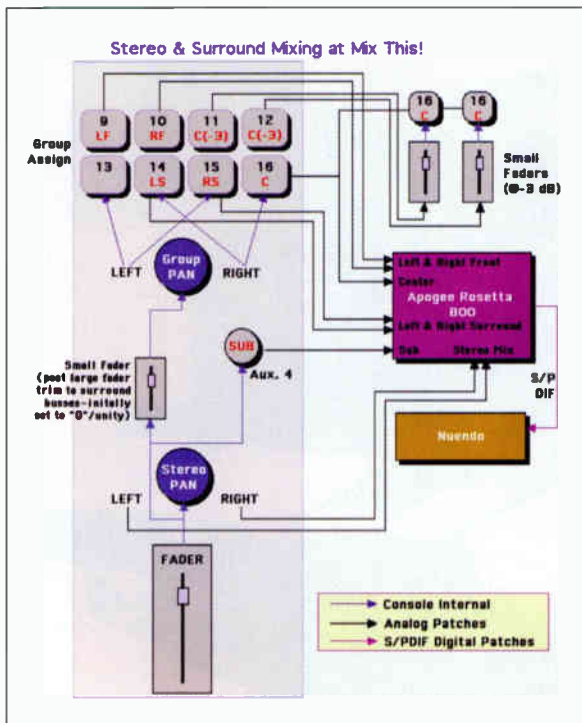 Stereo & Surround Mixing at Mix This!
Group
Assign
9
LF
10
RF
11
C(-3)
12
C(-3)
13
14
LS
15
RS
16
C
16
C
16
C
Small
Faders
(@-3 dB)
LEFT
RIGHT
Group
PAN
Left & Right Front
Center
Apogee Rosetta
800
Left & Right Surround
Sub
Stereo Mix
SUB
Aux. 4
Small Fader
(post large fader
trim to surround
busses-initally
set to "0"/unity)
S/P
DIF
Nuendo
Stereo
PAN
LEFT
RIGHT
FADER
Console Internal
Analog Patches
S/PDIF Digital Patches